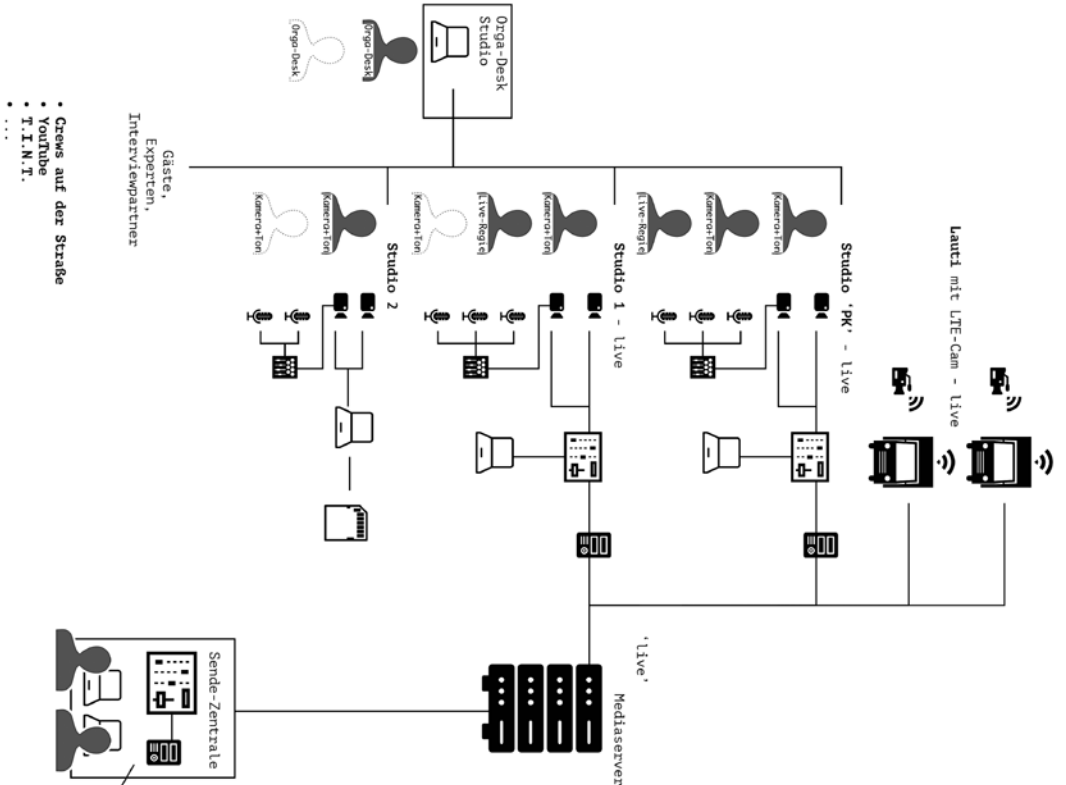 Lauti mit LTE-Cam - live
Studio 'PK' - live
Kamera+Ton
Kamera+Ton
Live-Regie
'live'
Mediaserver
Studio 1 - live
Kamera+Ton
Live-Regie
Kamera+Ton
Orga-Desk
Studio
Orga-Desk
Orga-Desk
Studio 2
Kamera+Ton
Kamera+Ton
Sende-Zentrale
Gäste,
Experten,
Interviewpartner
• Crews auf der Straße
• YouTube
• T.I.N.T.
• ...